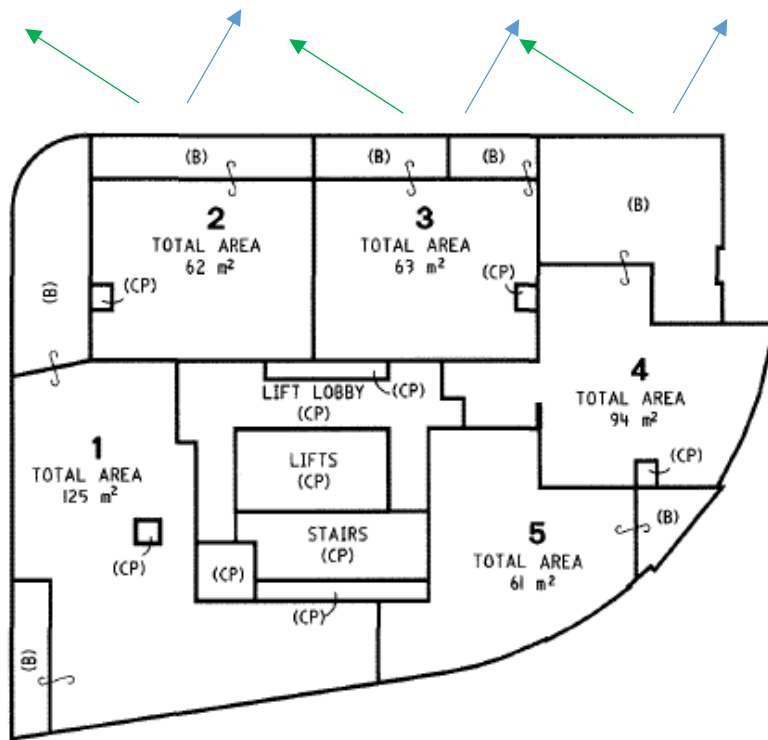 (B)
(B)
(B)
2
TOTAL AREA
62 m²
3
TOTAL AREA
63 m²
(B)
(CP)
(CP)
(B)
LIFT LOBBY
(CP)
(CP)
4
TOTAL AREA
94 m²
1
TOTAL AREA
125 m²
LIFTS
(CP)
(CP)
(CP)
STAIRS
(CP)
(B)
5
TOTAL AREA
61 m²
(CP)
(CP)
(B)